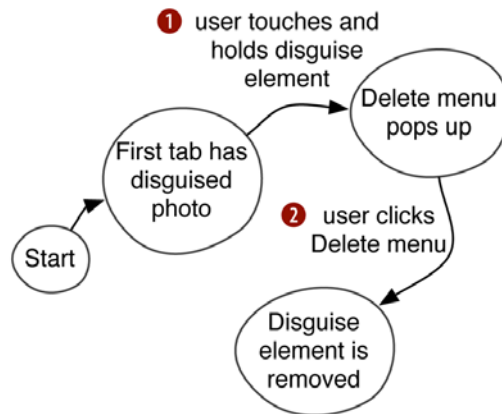 1 user touches and
holds disguise
element
Delete menu
pops up
First tab has
disguised
photo
Start
2 user clicks
Delete menu
Disguise
element is
removed